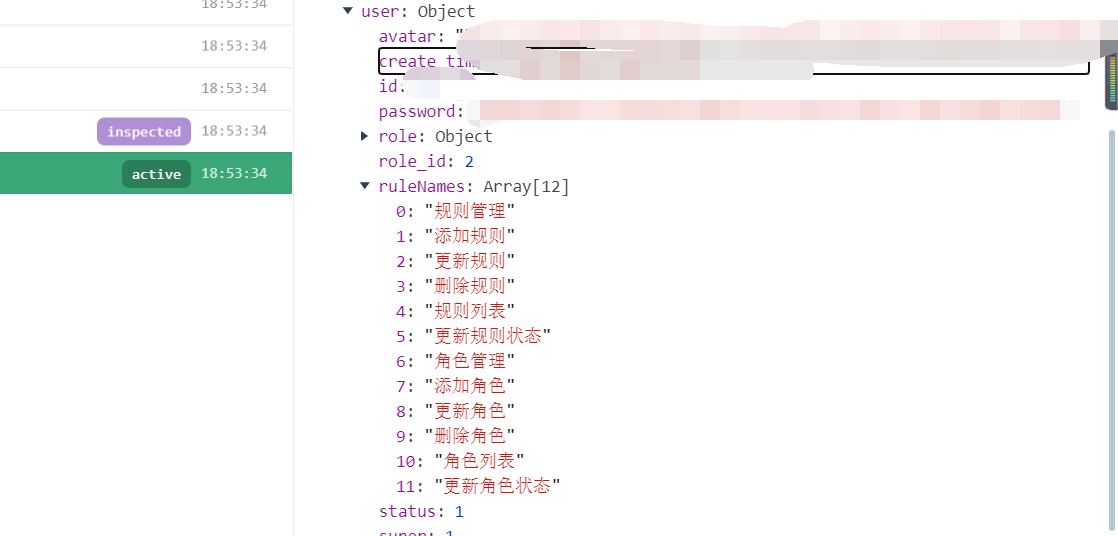 18:53:34
18:53:34
18:53:34
inspected 18:53:34
active 18:53:34
user: Object
avatar: "
create tim
id:
password:
role: Object
role_id: 2
ruleNames: Array[12]
0: "规则管理"
1: "添加规则"
2: "更新规则"
3: "删除规则"
4: "规则列表"
5: "更新规则状态"
6: "角色管理"
7: "添加角色"
8: "更新角色"
9: "删除角色"
10: "角色列表"
11: "更新角色状态"
status: 1
super: 1